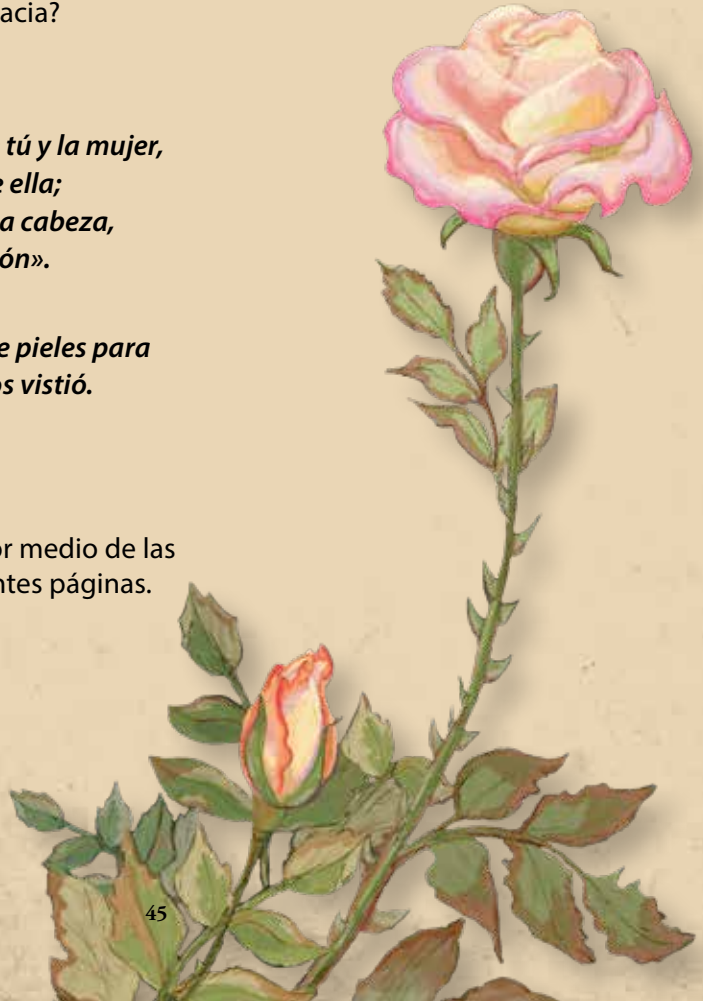 acia?
tú y la mujer,
e ella;
a cabeza,
ón».
e pieles para
os vistió.
or medio de las
ntes páginas.
45